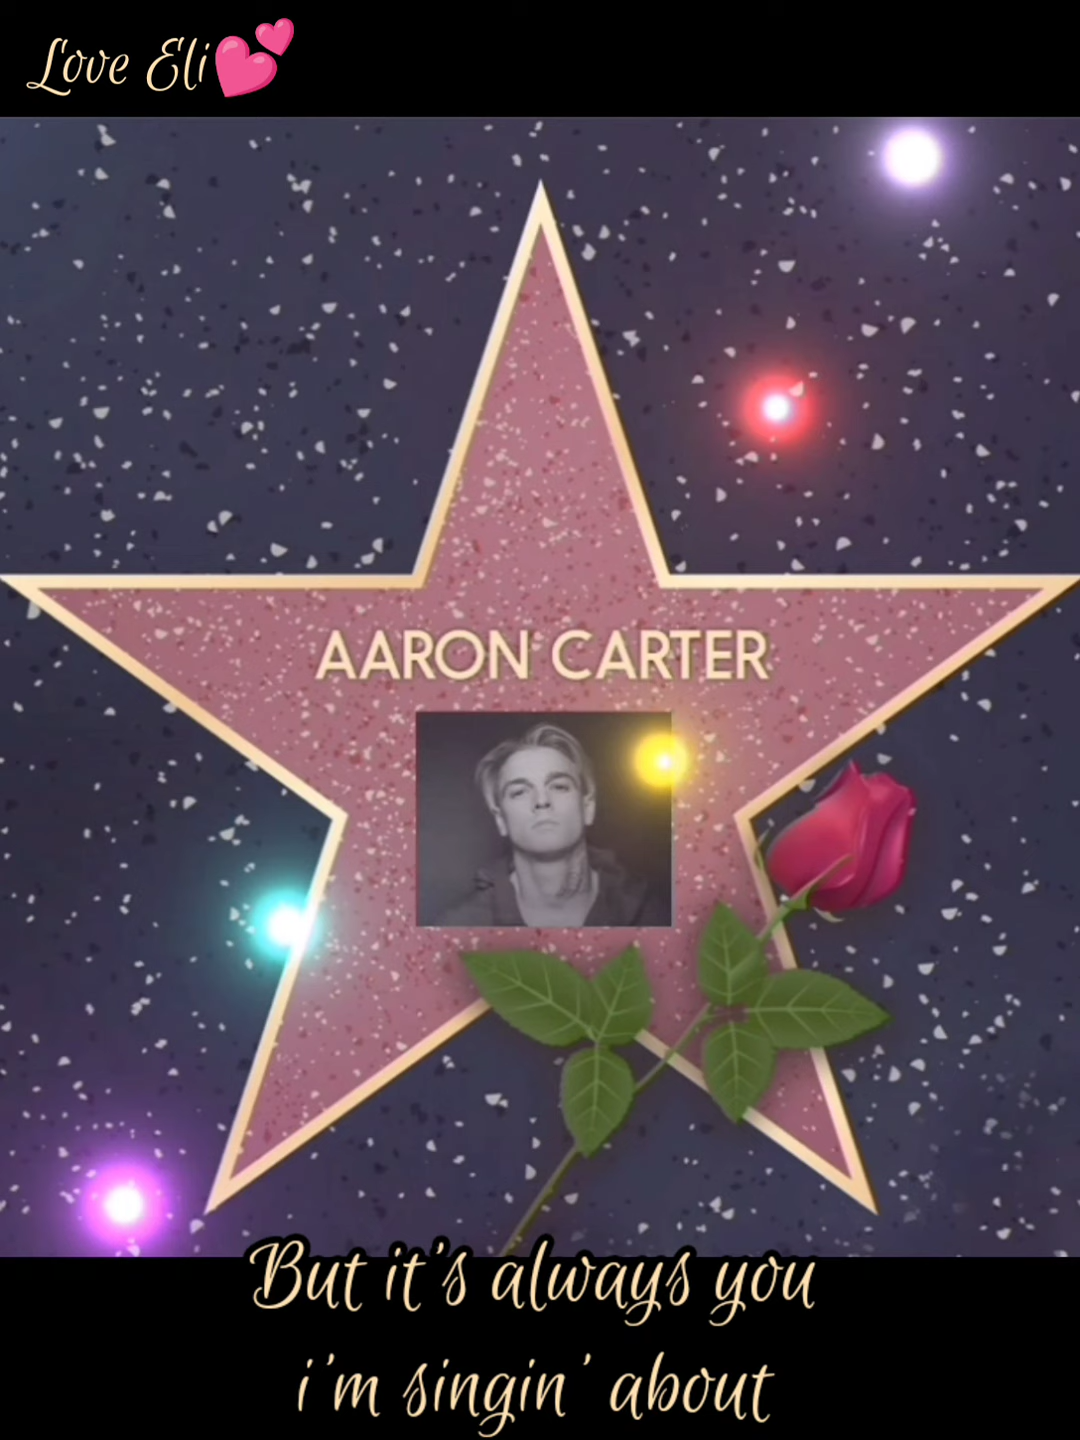 Love Eli💕
AARON CARTER
But it's always you
i'm singin' about